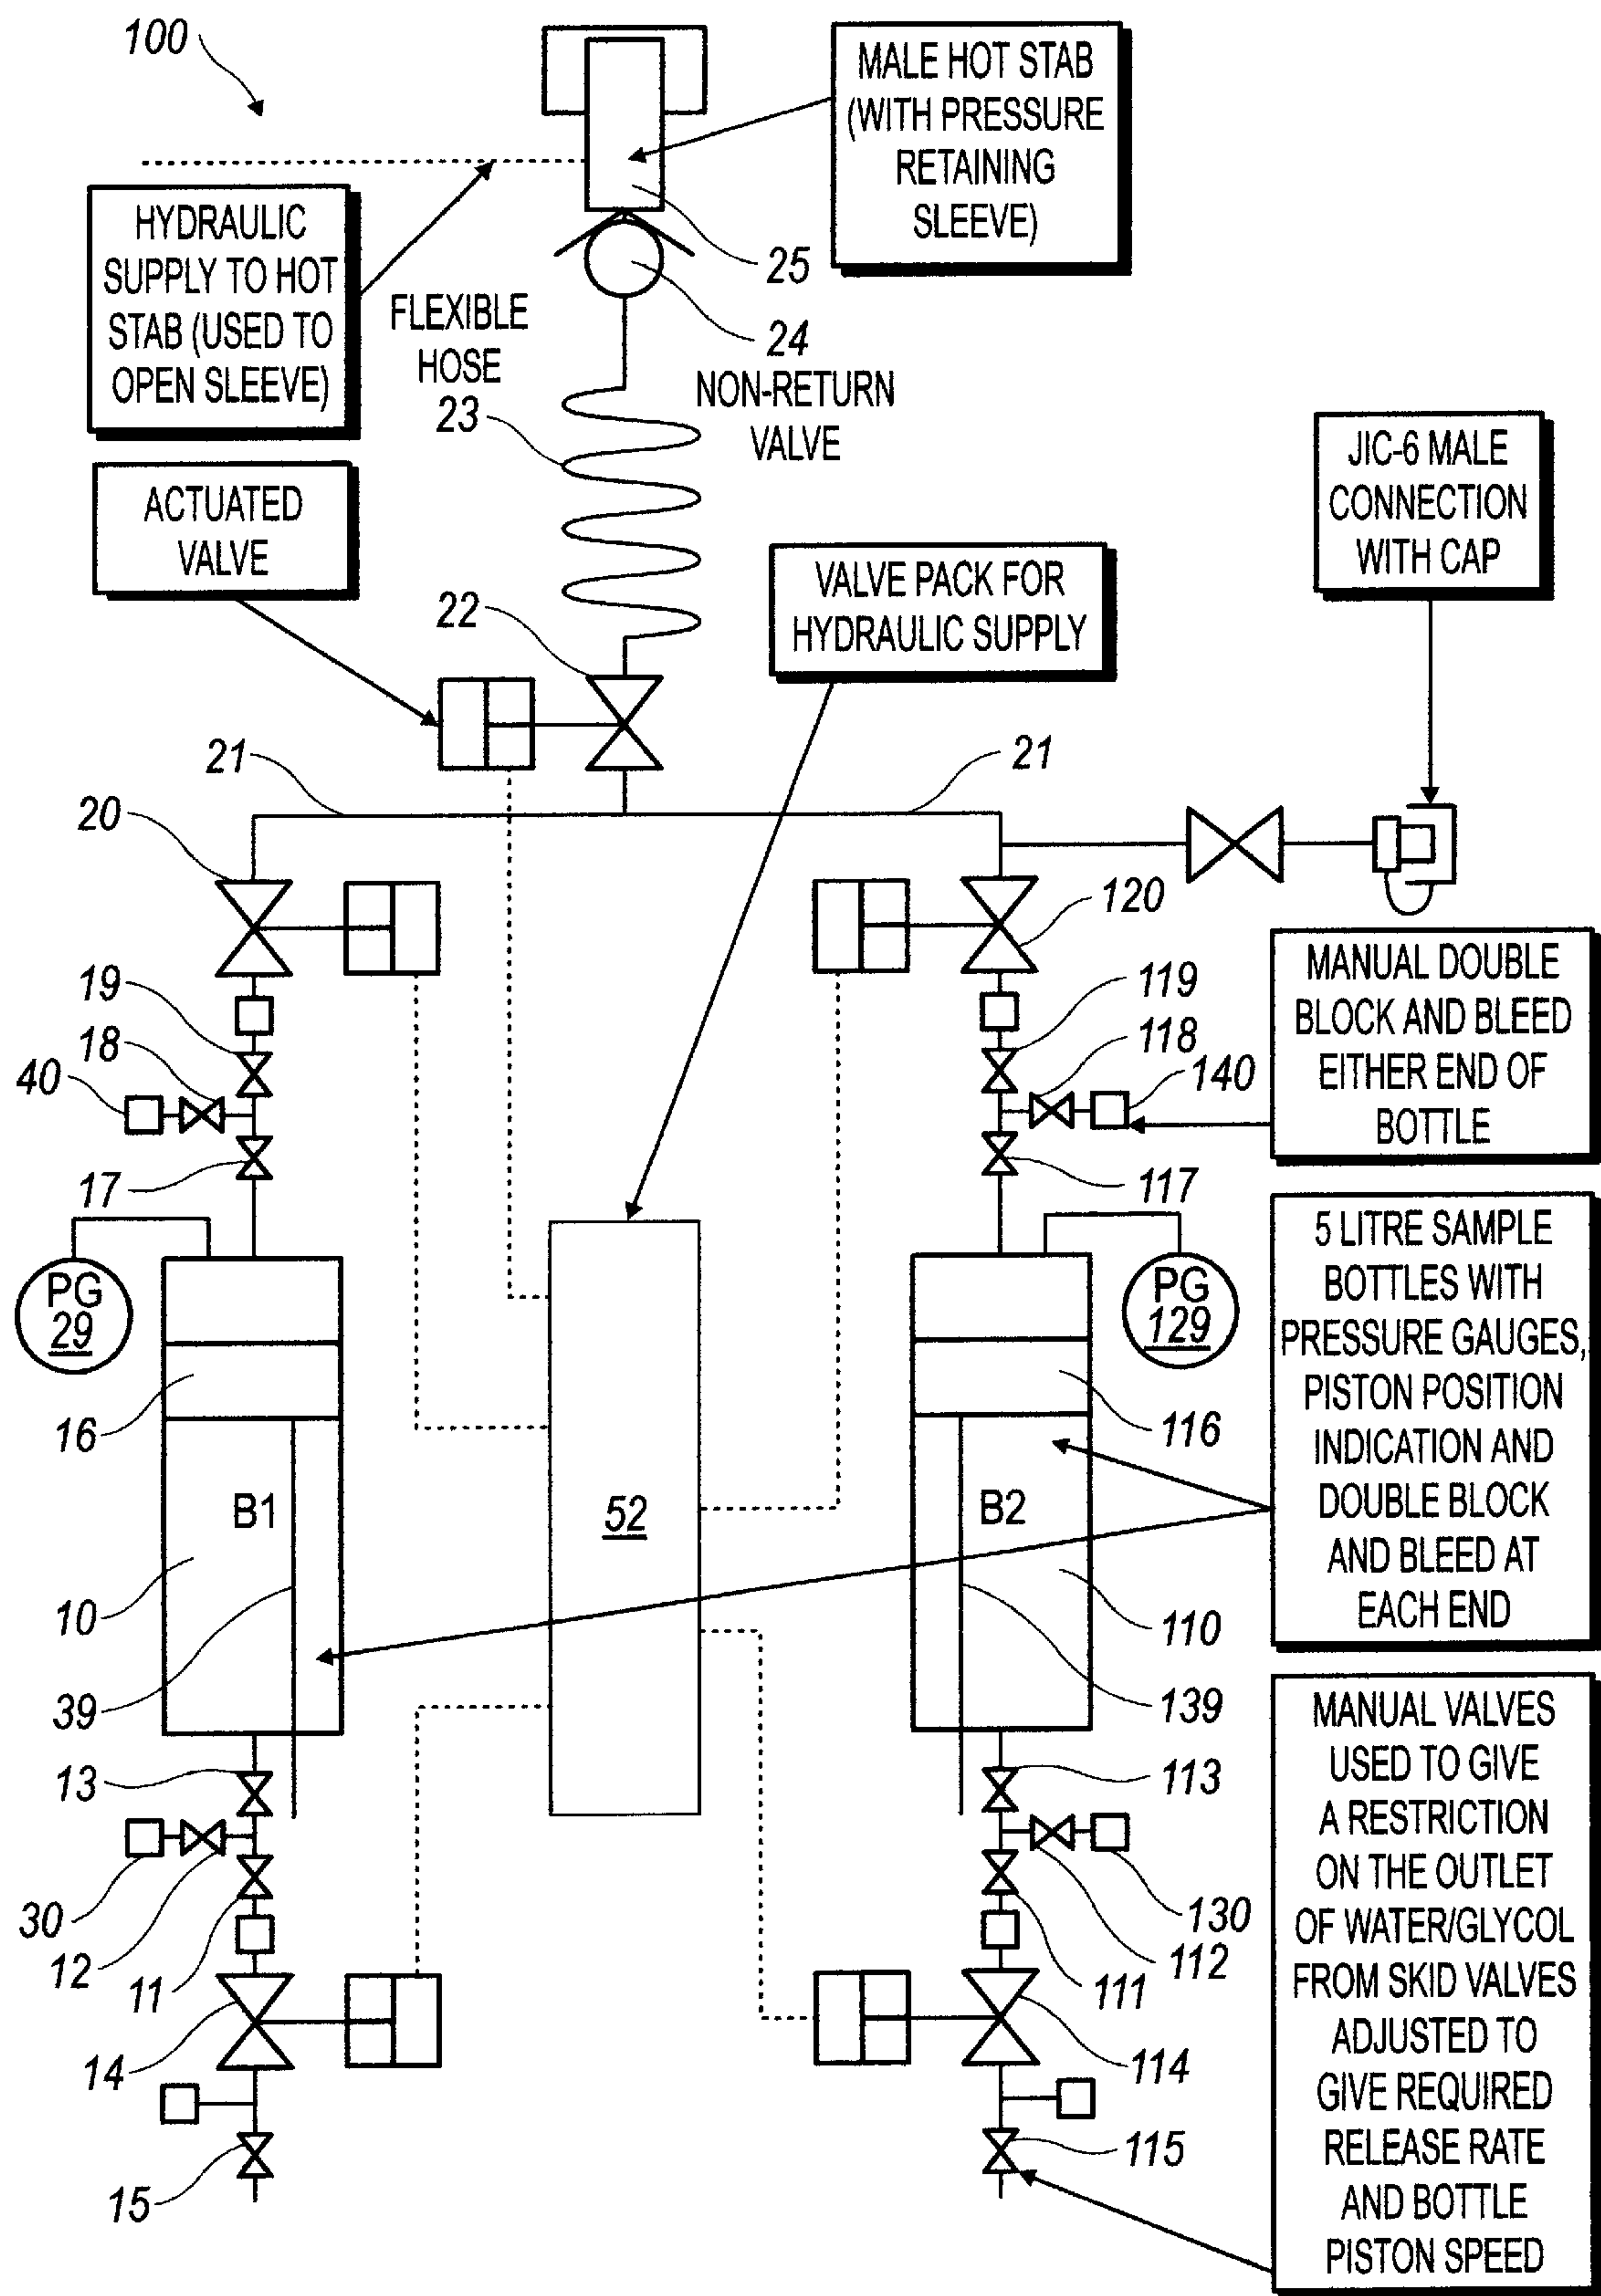 100
MALE HOT STAB
(WITH PRESSURE
RETAINING
SLEEVE)
HYDRAULIC
SUPPLY TO HOT
STAB (USED TO
OPEN SLEEVE)
25
FLEXIBLE
HOSE
23
24
NON-RETURN
VALVE
JIC-6 MALE
CONNECTION
WITH CAP
ACTUATED
VALVE
VALVE PACK FOR
HYDRAULIC SUPPLY
22
21
21
20
120
MANUAL DOUBLE
BLOCK AND BLEED
EITHER END OF
BOTTLE
19
18
40
17
119
118
140
117
PG
29
PG
129
5 LITRE SAMPLE
BOTTLES WITH
PRESSURE GAUGES,
PISTON POSITION
INDICATION AND
DOUBLE BLOCK
AND BLEED AT
EACH END
16
116
B1
52
B2
10
110
39
139
MANUAL VALVES
USED TO GIVE
A RESTRICTION
ON THE OUTLET
OF WATER/GLYCOL
FROM SKID VALVES
ADJUSTED TO
GIVE REQUIRED
RELEASE RATE
AND BOTTLE
PISTON SPEED
13
113
30
12
11
130
112
111
14
114
15
115